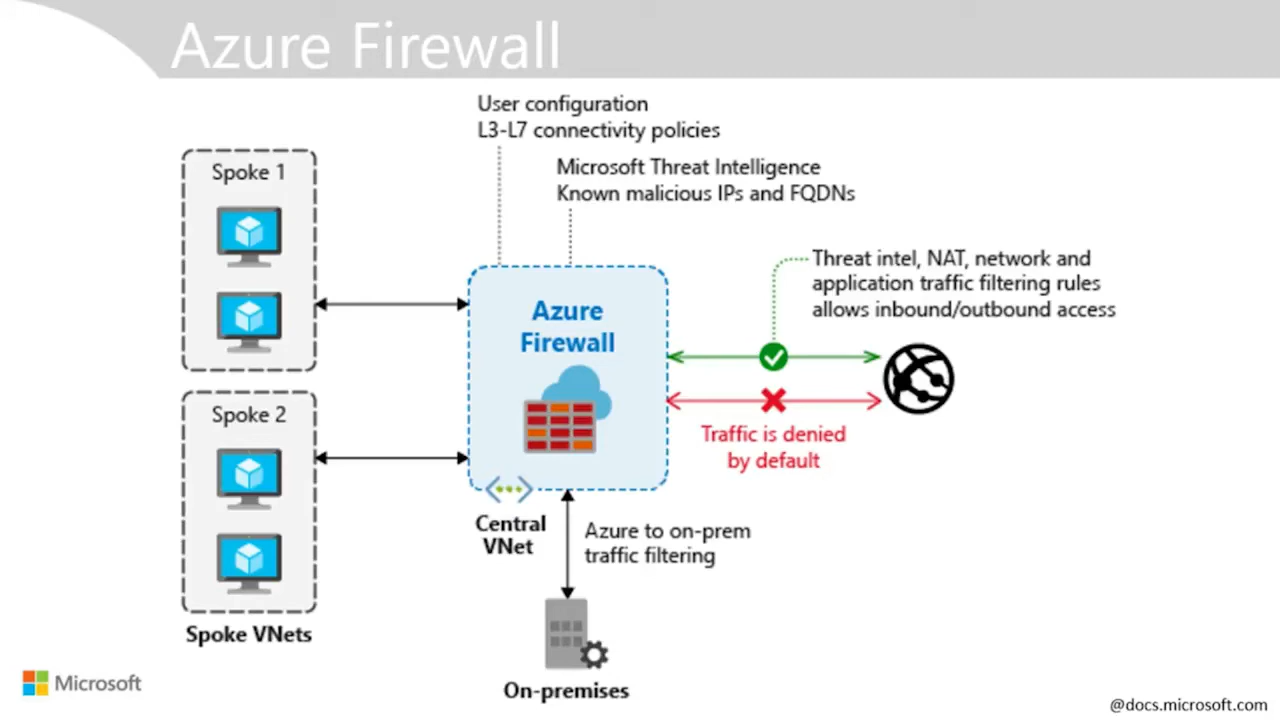 Azure Firewall
User configuration
L3-L7 connectivity policies
Microsoft Threat Intelligence
Known malicious IPs and FQDNs
Spoke 1
Threat intel, NAT, network and
application traffic filtering rules
allows inbound/outbound access
Azure
Firewall
Traffic is denied
by default
Spoke 2
Central
VNet
Azure to on-prem
traffic filtering
Spoke VNets
On-premises
Microsoft
@docs.microsoft.com